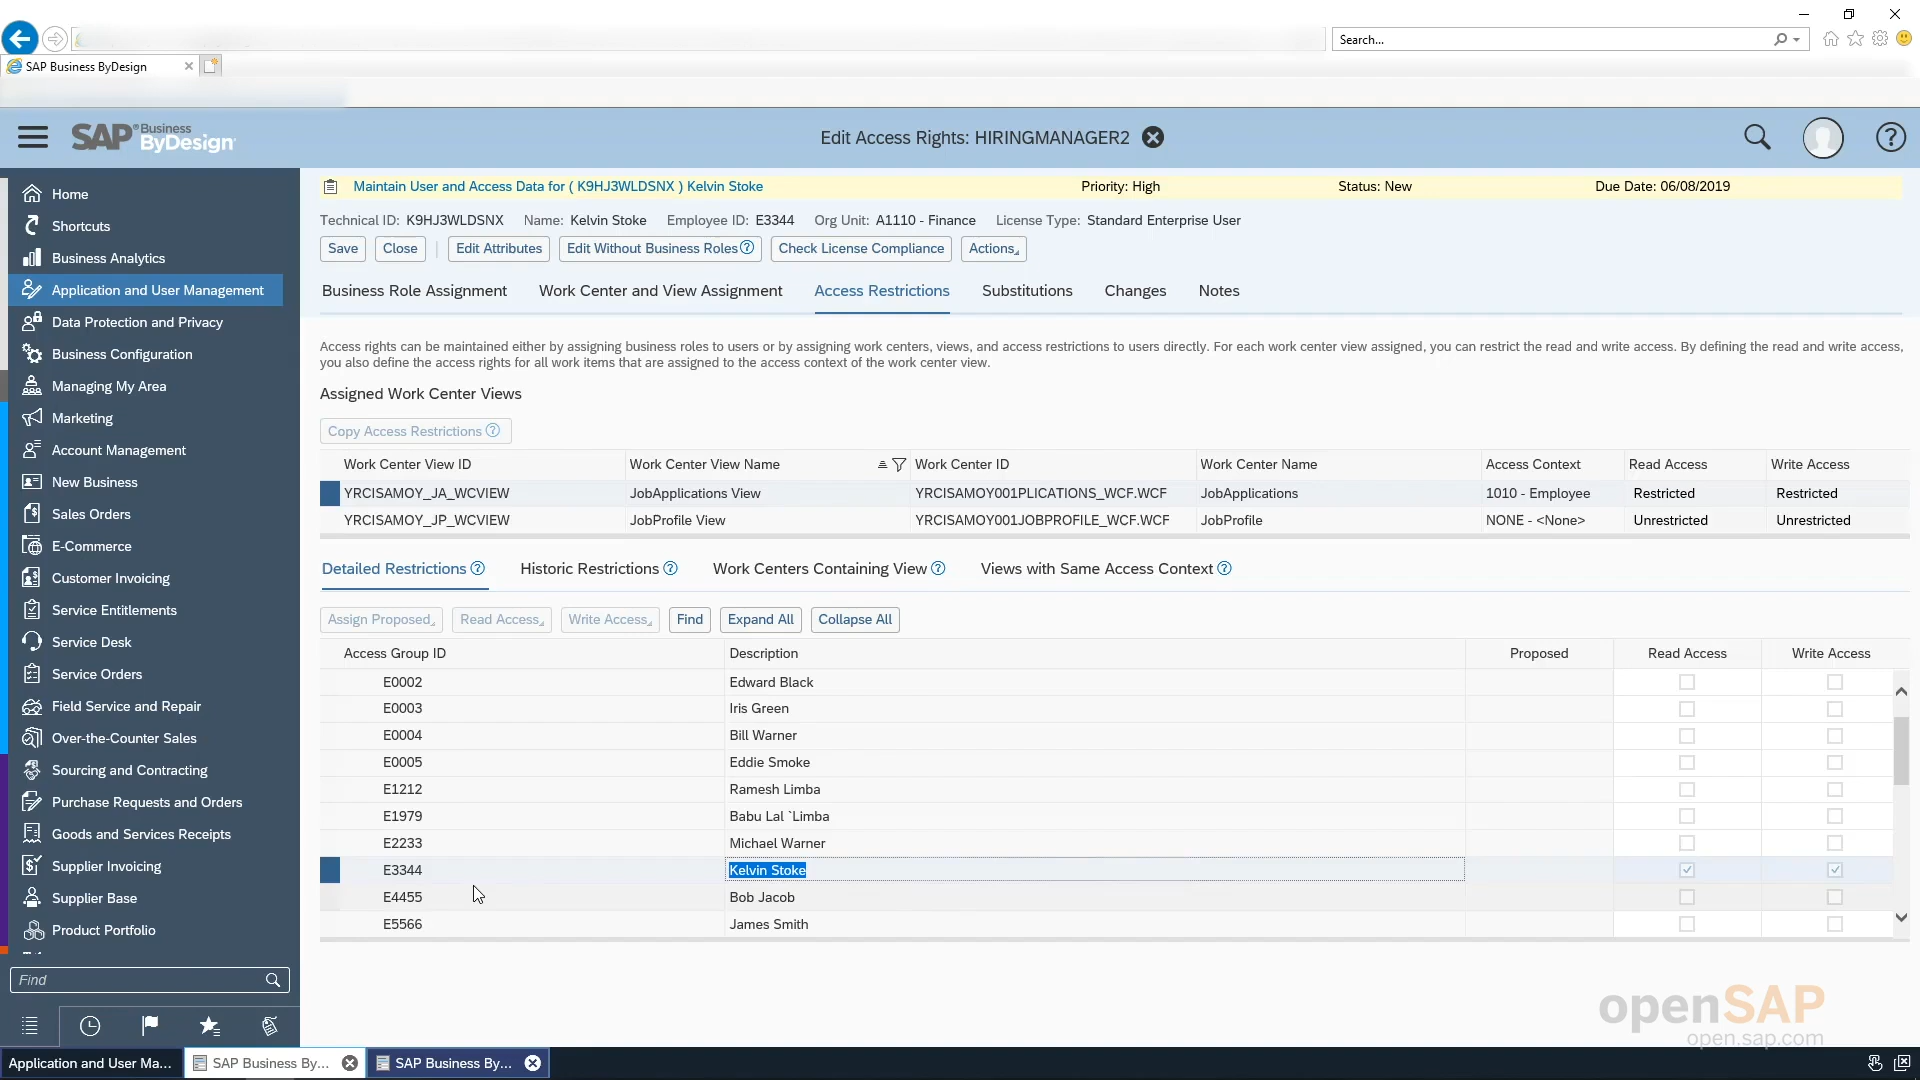 Search...
SAP Business ByDesign
SAP Business ByDesign
Edit Access Rights: HIRINGMANAGER2
?
Home
Shortcuts
Business Analytics
Application and User Management
Data Protection and Privacy
Business Configuration
Managing My Area
Marketing
Account Management
New Business
Sales Orders
E-Commerce
Customer Invoicing
Service Entitlements
Service Desk
Service Orders
Field Service and Repair
Over-the-Counter Sales
Sourcing and Contracting
Purchase Requests and Orders
Goods and Services Receipts
Supplier Invoicing
Supplier Base
Product Portfolio
Find
Maintain User and Access Data for ( K9HJ3WLDSNX ) Kelvin Stoke Priority: High Status: New Due Date: 06/08/2019
Technical ID: K9HJ3WLDSNX Name: Kelvin Stoke Employee ID: E3344 Org Unit: A1110 - Finance License Type: Standard Enterprise User
Save Close Edit Attributes Edit Without Business Roles? Check License Compliance Actions
Business Role Assignment Work Center and View Assignment Access Restrictions Substitutions Changes Notes
Access rights can be maintained either by assigning business roles to users or by assigning work centers, views, and access restrictions to users directly. For each work center view assigned, you can restrict the read and write access. By defining the read and write access,
you also define the access rights for all work items that are assigned to the access context of the work center view.
Assigned Work Center Views
Copy Access Restrictions ?
Work Center View ID Work Center View Name Work Center ID Work Center Name Access Context Read Access Write Access
YRCISAMOY_JA_WCVIEW JobApplications View YRCISAMOY001PLICATIONS_WCF.WCF JobApplications 1010 - Employee Restricted Restricted
YRCISAMOY_JP_WCVIEW JobProfile View YRCISAMOY001JOBPROFILE_WCF.WCF JobProfile NONE - <None> Unrestricted Unrestricted
Detailed Restrictions ? Historic Restrictions ? Work Centers Containing View ? Views with Same Access Context ?
Assign Proposed Read Access Write Access Find Expand All Collapse All
Access Group ID Description Proposed Read Access Write Access
E0002 Edward Black
E0003 Iris Green
E0004 Bill Warner
E0005 Eddie Smoke
E1212 Ramesh Limba
E1979 Babu Lal `Limba
E2233 Michael Warner
E3344 Kelvin Stoke
E4455 Bob Jacob
E5566 James Smith
openSAP
open.sap.com
Application and User Ma... SAP Business By... SAP Business By...